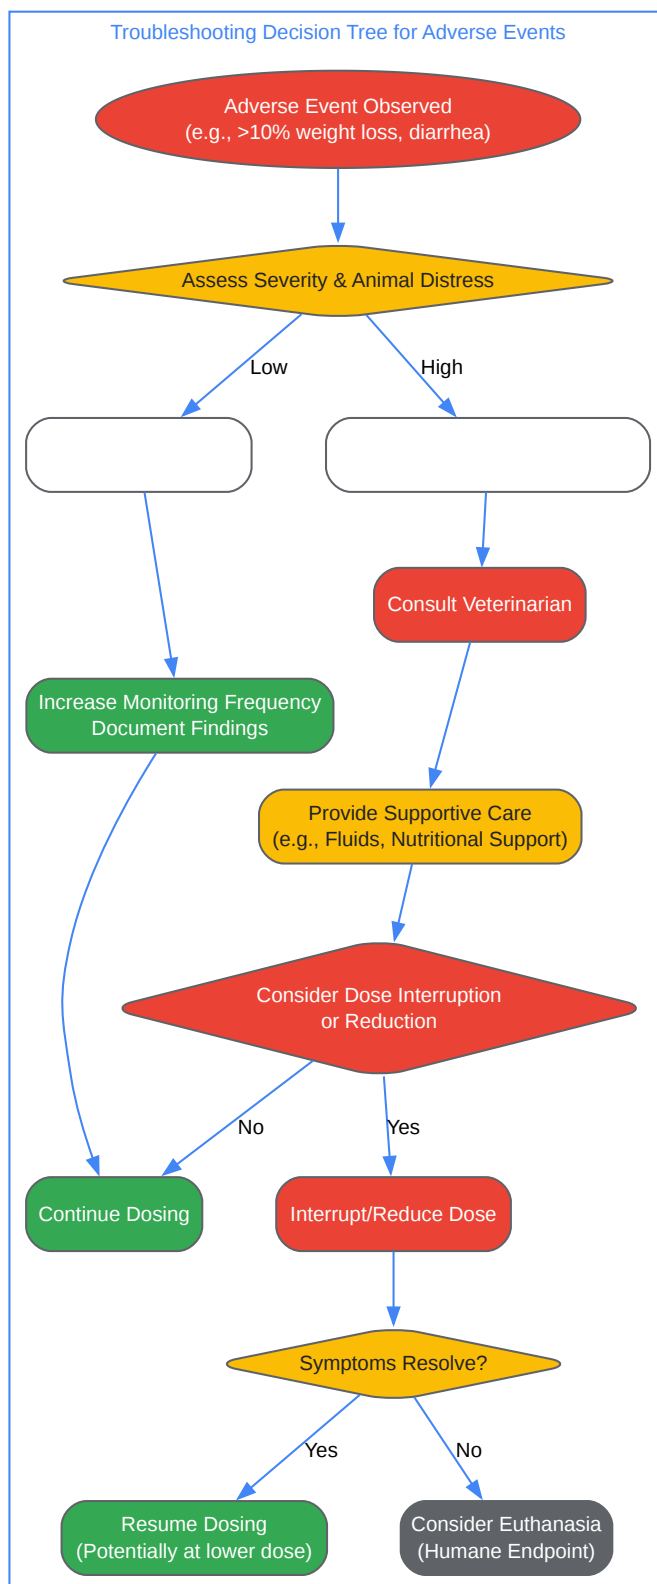 Troubleshooting Decision Tree for Adverse Events
Adverse Event Observed
(e.g., >10% weight loss, diarrhea)
Assess Severity & Animal Distress
Low
High
Consult Veterinarian
Increase Monitoring Frequency
Document Findings
Provide Supportive Care
(e.g., Fluids, Nutritional Support)
Consider Dose Interruption
or Reduction
No
Yes
Continue Dosing
Interrupt/Reduce Dose
Symptoms Resolve?
Yes
No
Resume Dosing
(Potentially at lower dose)
Consider Euthanasia
(Humane Endpoint)